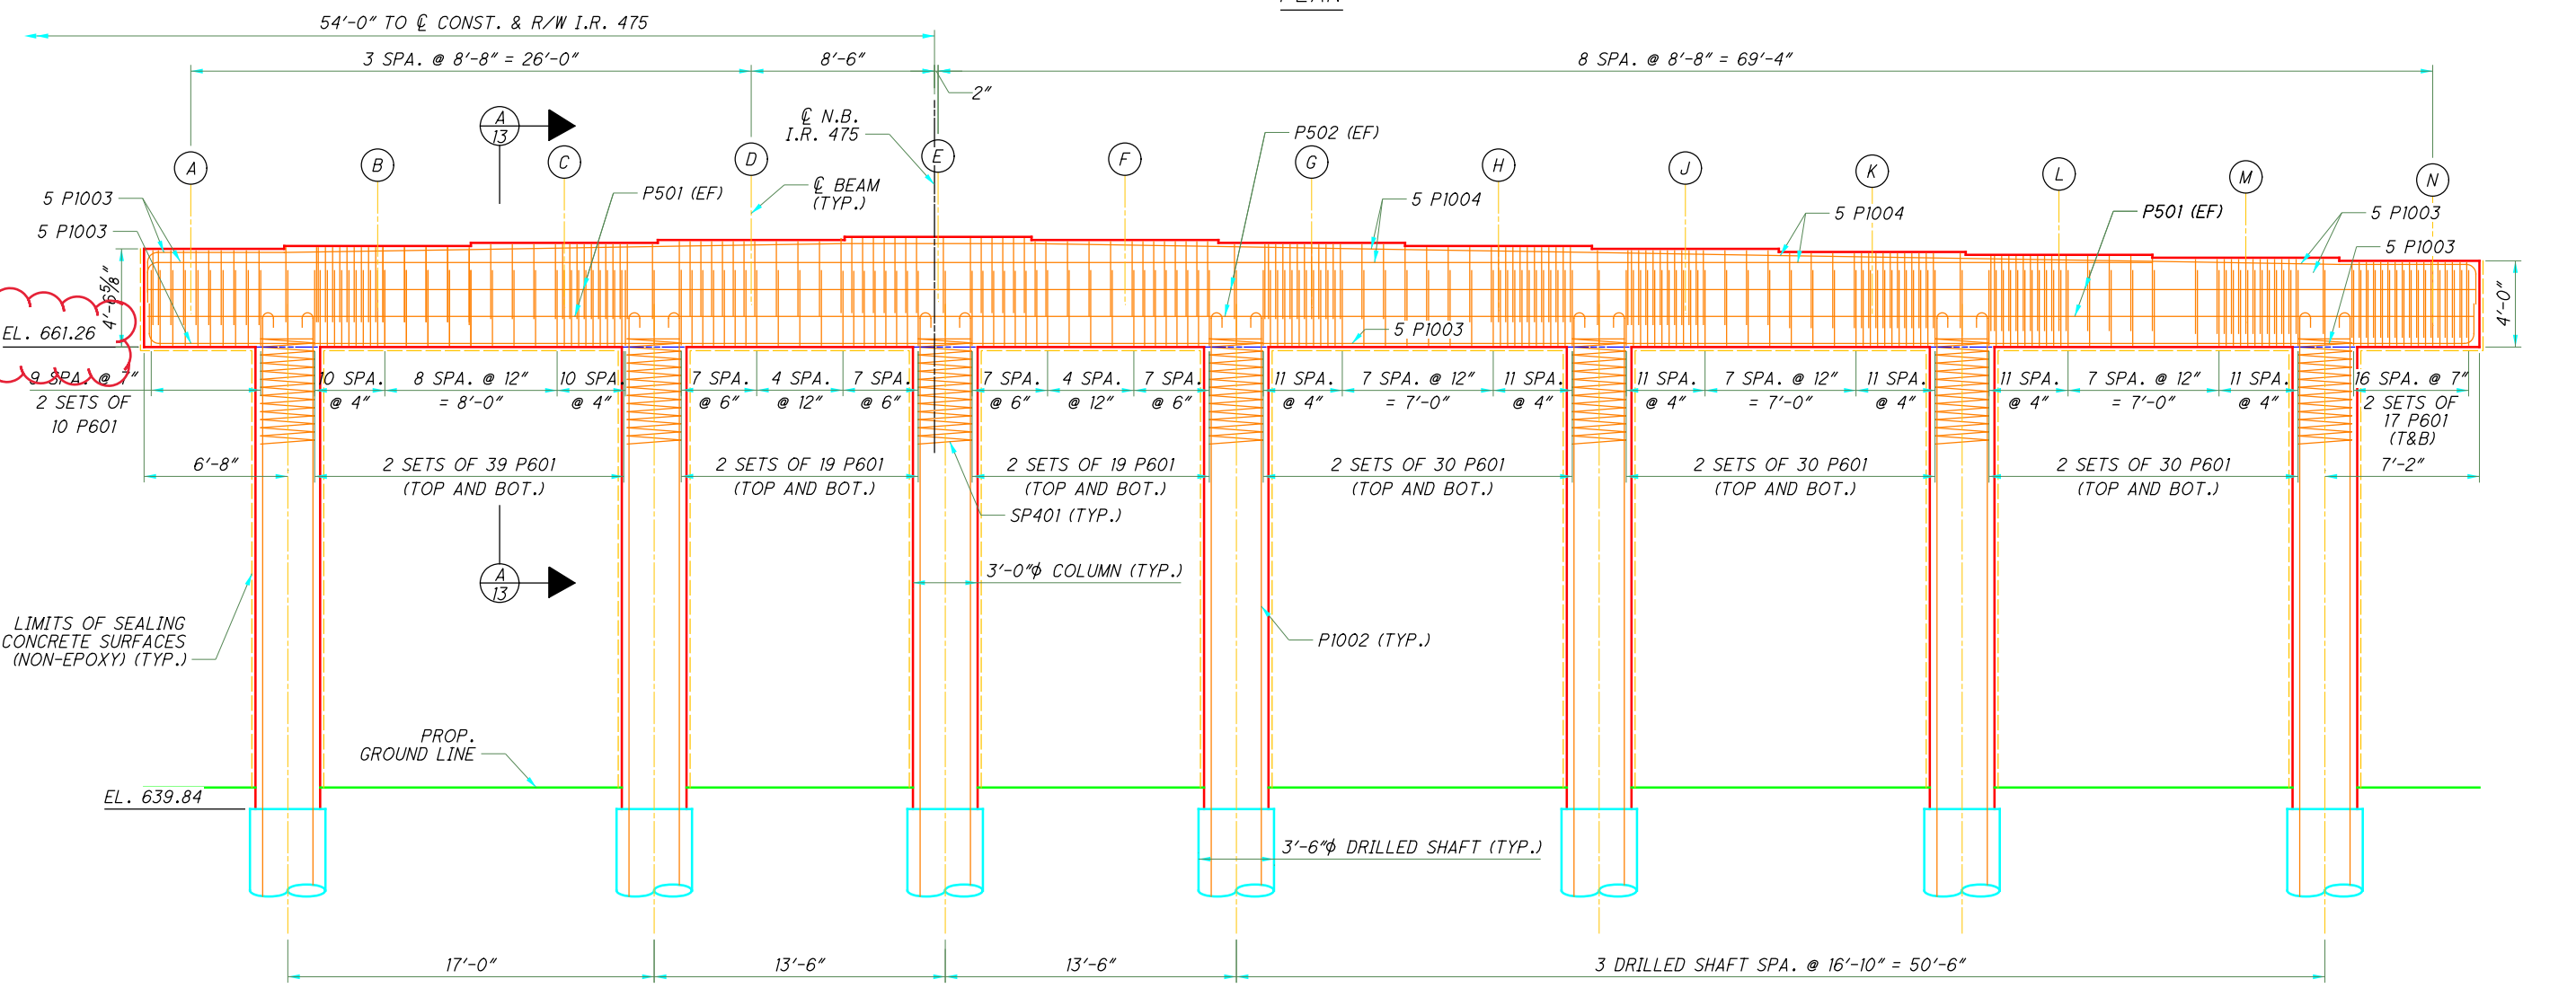 54'-0" TO ℄ CONST. & R/W I.R. 475
3 SPA. @ 8'-8" = 26'-0"
8'-6"
8 SPA. @ 8'-8" = 69'-4"
2"
A
13
℄ N.B.
I.R. 475
P502 (EF)
A
B
C
D
E
F
G
H
J
K
L
M
N
5 P1003
5 P1003
P501 (EF)
℄ BEAM
(TYP.)
5 P1004
5 P1004
P501 (EF)
5 P1003
5 P1003
4'-6⅝"
EL. 661.26
5 P1003
4'-0"
9 SPA. @ 7"
2 SETS OF
10 P601
10 SPA.
@ 4"
8 SPA. @ 12"
= 8'-0"
10 SPA.
@ 4"
7 SPA.
@ 6"
4 SPA.
@ 12"
7 SPA.
@ 6"
7 SPA.
@ 6"
4 SPA.
@ 12"
7 SPA.
@ 6"
11 SPA.
@ 4"
7 SPA. @ 12"
= 7'-0"
11 SPA.
@ 4"
11 SPA.
@ 4"
7 SPA. @ 12"
= 7'-0"
11 SPA.
@ 4"
11 SPA.
@ 4"
7 SPA. @ 12"
= 7'-0"
11 SPA.
@ 4"
16 SPA. @ 7"
2 SETS OF
17 P601
(T&B)
6'-8"
2 SETS OF 39 P601
(TOP AND BOT.)
2 SETS OF 19 P601
(TOP AND BOT.)
2 SETS OF 19 P601
(TOP AND BOT.)
2 SETS OF 30 P601
(TOP AND BOT.)
2 SETS OF 30 P601
(TOP AND BOT.)
2 SETS OF 30 P601
(TOP AND BOT.)
7'-2"
SP401 (TYP.)
A
13
3'-0"ϕ COLUMN (TYP.)
LIMITS OF SEALING
CONCRETE SURFACES
(NON-EPOXY) (TYP.)
P1002 (TYP.)
PROP.
GROUND LINE
EL. 639.84
3'-6"ϕ DRILLED SHAFT (TYP.)
17'-0"
13'-6"
13'-6"
3 DRILLED SHAFT SPA. @ 16'-10" = 50'-6"